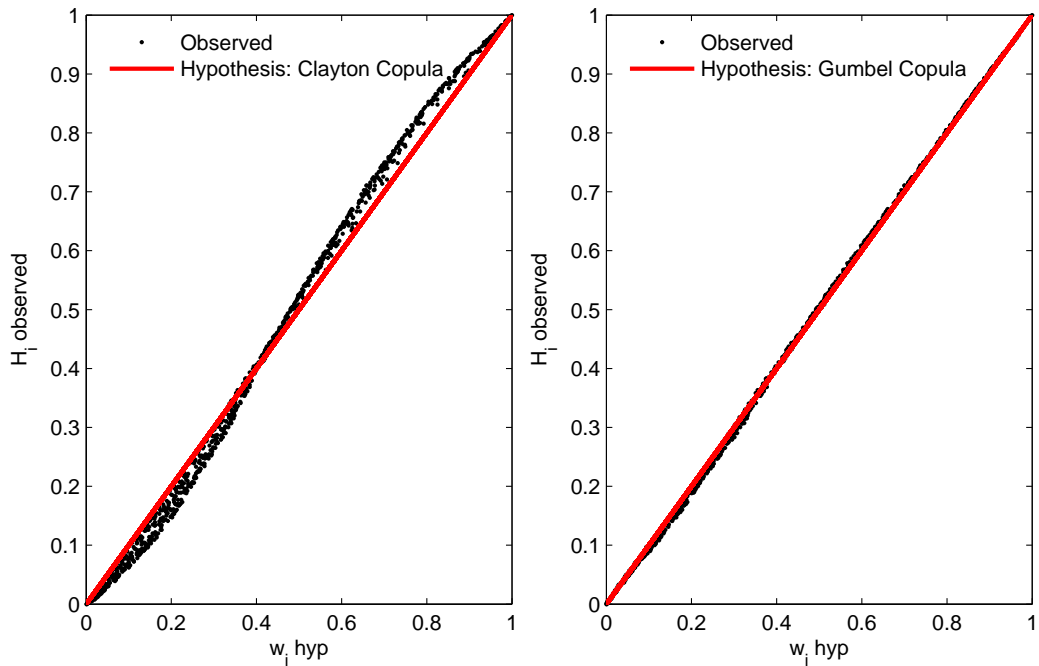 1
0.9
0.8
0.7
0.6
0.5
0.4
0.3
0.2
0.1
0
0 0.2 0.4 0.6 0.8 1
H_i observed
w_i hyp
Observed
Hypothesis: Clayton Copula
1
0.9
0.8
0.7
0.6
0.5
0.4
0.3
0.2
0.1
0
0 0.2 0.4 0.6 0.8 1
H_i observed
w_i hyp
Observed
Hypothesis: Gumbel Copula